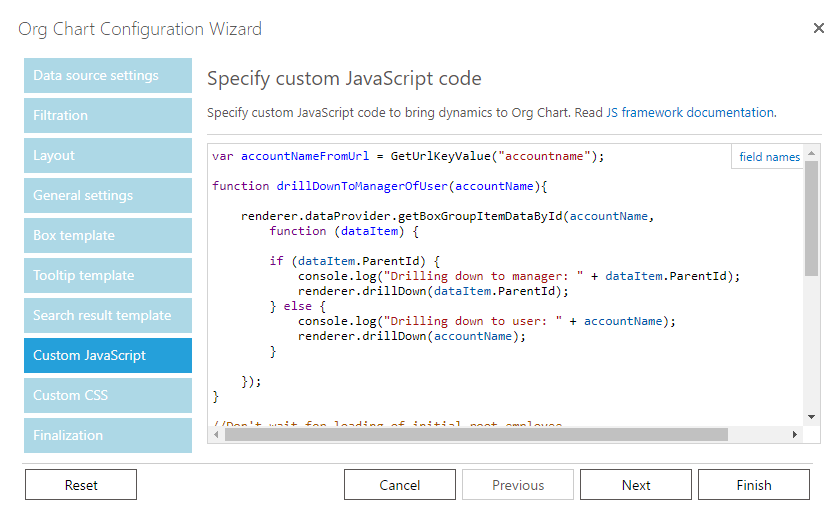 Org Chart Configuration Wizard
Data source settings
Filtration
Layout
General settings
Box template
Tooltip template
Search result template
Custom JavaScript
Custom CSS
Finalization
Specify custom JavaScript code
Specify custom JavaScript code to bring dynamics to Org Chart. Read JS framework documentation.
field names
var accountNameFromUrl = GetUrlKeyValue("accountname");
function drillDownToManagerOfUser(accountName){
renderer.dataProvider.getBoxGroupItemDataById(accountName,
function (dataItem) {
if (dataItem.ParentId) {
console.log("Drilling down to manager: " + dataItem.ParentId);
renderer.drillDown(dataItem.ParentId);
} else {
console.log("Drilling down to user: " + accountName);
renderer.drillDown(accountName);
}
});
}
//Don't wait for loading of initial root employee
Reset
Cancel
Previous
Next
Finish